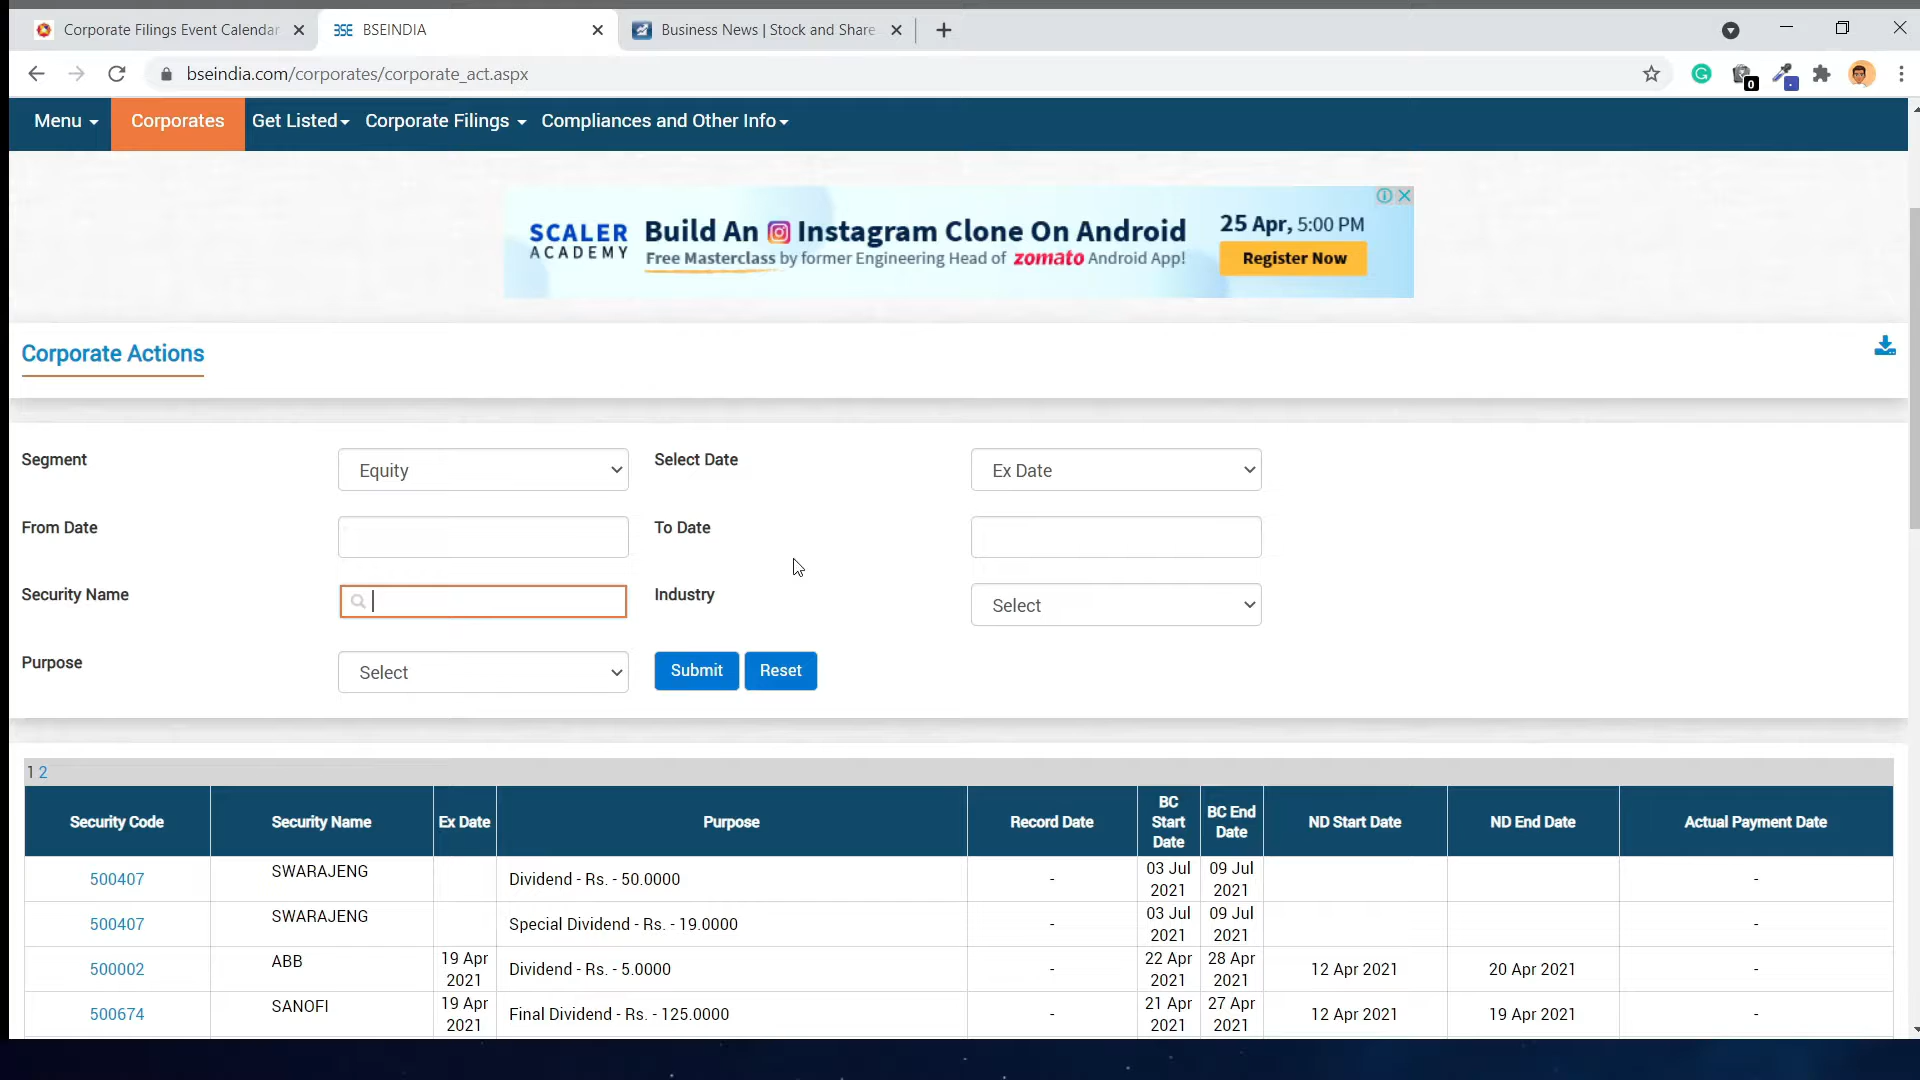 Corporate Filings Event Calendar
BSE BSEINDIA
Business News | Stock and Share
bseindia.com/corporates/corporate_act.aspx
0
Menu Corporates Get Listed Corporate Filings Compliances and Other Info
SCALER
ACADEMY
Build An Instagram Clone On Android
Free Masterclass by former Engineering Head of zomato Android App!
25 Apr, 5:00 PM
Register Now
Corporate Actions
Segment Equity Select Date Ex Date
From Date To Date
Security Name Industry Select
Purpose Select Submit Reset
1 2
Security Code Security Name Ex Date Purpose Record Date BC Start Date BC End Date ND Start Date ND End Date Actual Payment Date
500407 SWARAJENG Dividend - Rs. - 50.0000 - 03 Jul 2021 09 Jul 2021 -
500407 SWARAJENG Special Dividend - Rs. - 19.0000 - 03 Jul 2021 09 Jul 2021 -
500002 ABB 19 Apr 2021 Dividend - Rs. - 5.0000 - 22 Apr 2021 28 Apr 2021 12 Apr 2021 20 Apr 2021 -
500674 SANOFI 19 Apr 2021 Final Dividend - Rs. - 125.0000 - 21 Apr 2021 27 Apr 2021 12 Apr 2021 19 Apr 2021 -